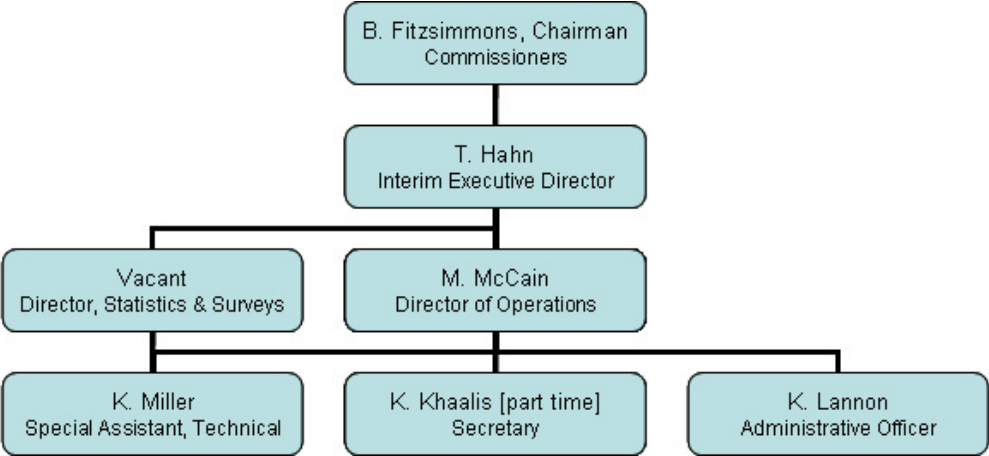 B. Fitzsimmons, Chairman
Commissioners
T. Hahn
Interim Executive Director
Vacant
Director, Statistics & Surveys
M. McCain
Director of Operations
K. Miller
Special Assistant, Technical
K. Khaalis [part time]
Secretary
K. Lannon
Administrative Officer